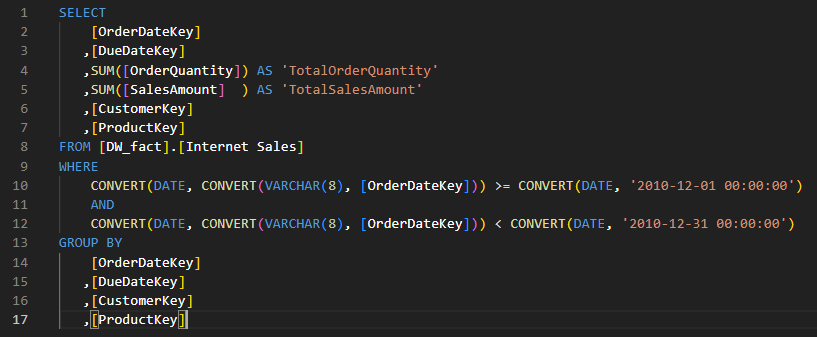 1 SELECT
2     [OrderDateKey]
3    ,[DueDateKey]
4    ,SUM([OrderQuantity]) AS 'TotalOrderQuantity'
5    ,SUM([SalesAmount]  ) AS 'TotalSalesAmount'
6    ,[CustomerKey]
7    ,[ProductKey]
8 FROM [DW_fact].[Internet Sales]
9 WHERE
10     CONVERT(DATE, CONVERT(VARCHAR(8), [OrderDateKey])) >= CONVERT(DATE, '2010-12-01 00:00:00')
11     AND
12     CONVERT(DATE, CONVERT(VARCHAR(8), [OrderDateKey])) < CONVERT(DATE, '2010-12-31 00:00:00')
13 GROUP BY
14     [OrderDateKey]
15    ,[DueDateKey]
16    ,[CustomerKey]
17    ,[ProductKey]